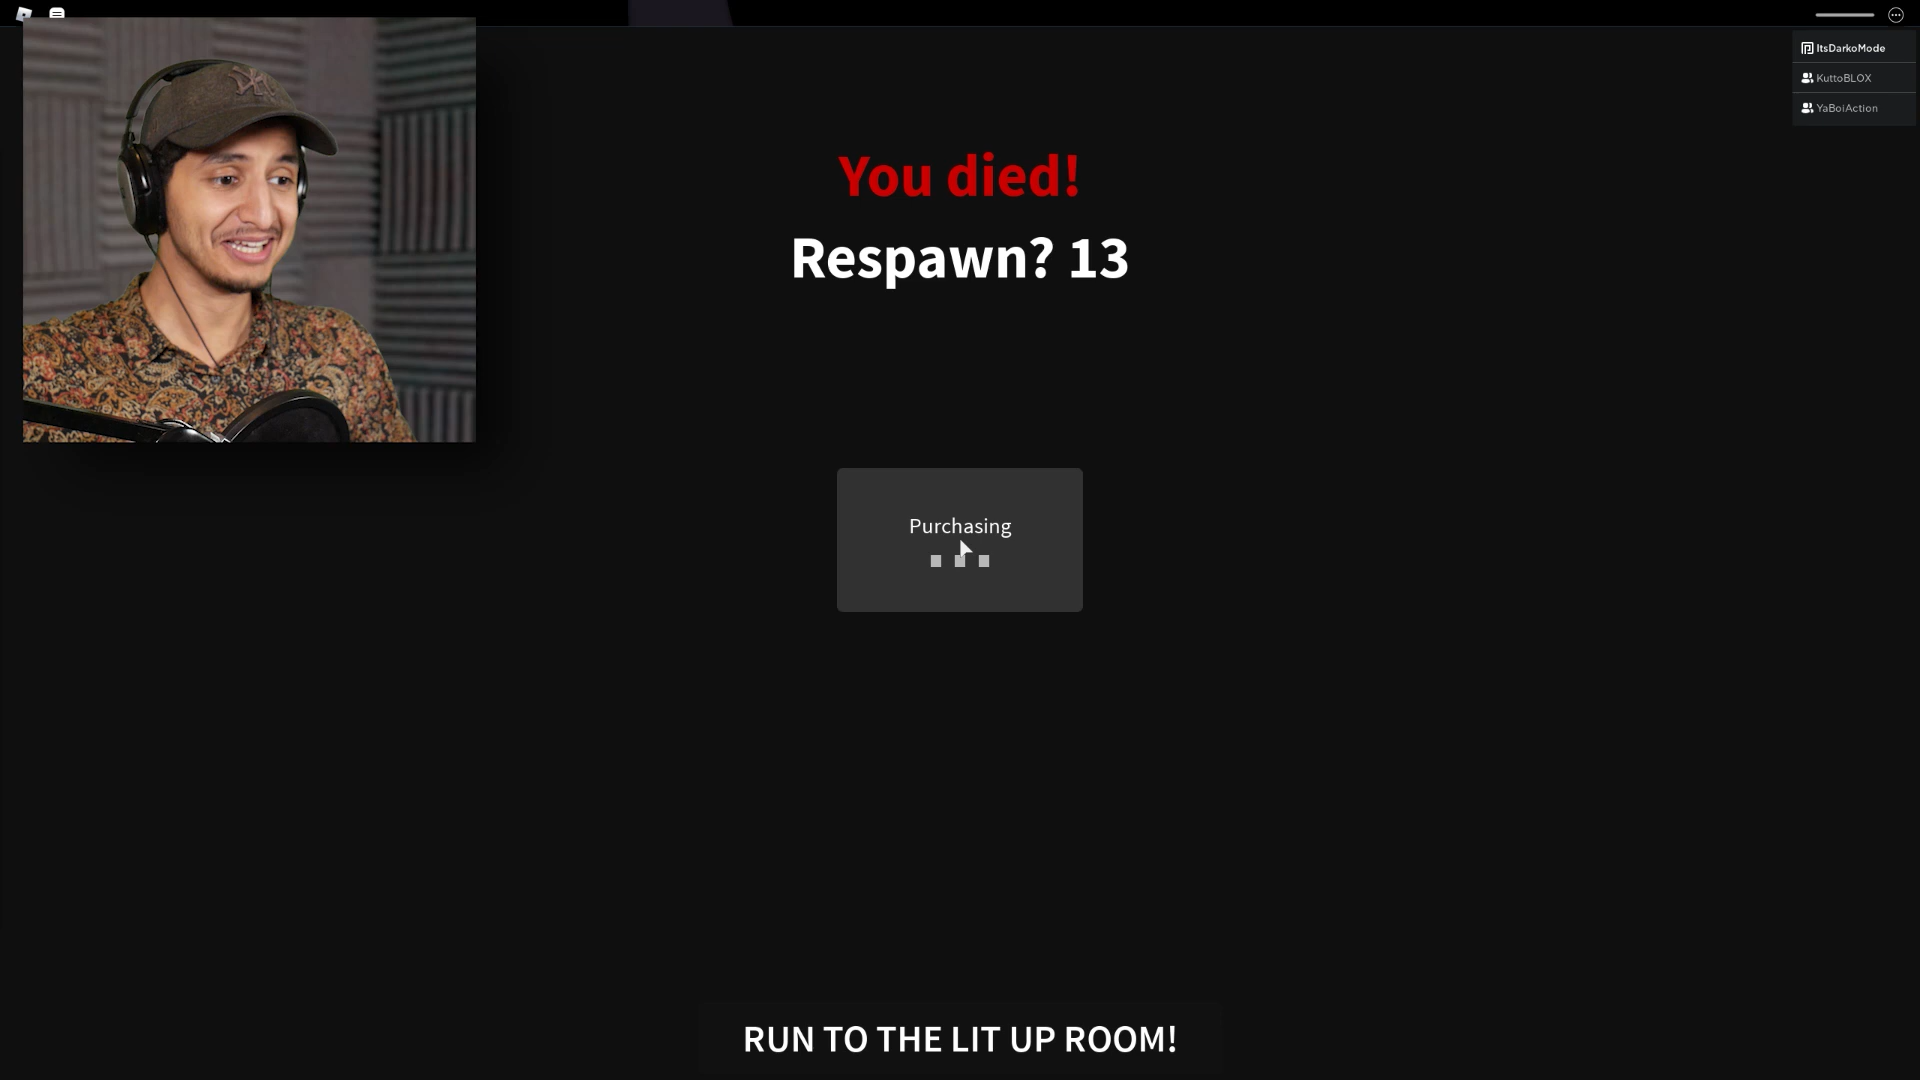 ItsDarkoMode
KuttoBLOX
YaBoiAction
You died!
Respawn? 13
Purchasing
RUN TO THE LIT UP ROOM!